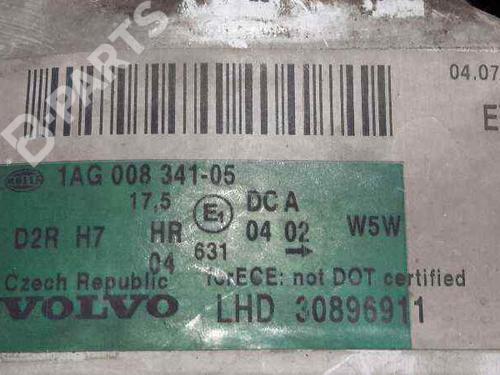 B-PARTS
04.07
E
HELLA 1AG 008 341-05
17,5 E1 DC A
D2R H7 HR 631 04 02 → W5W
04
Czech Republic ECE: not DOT certified
VOLVO LHD 30896911